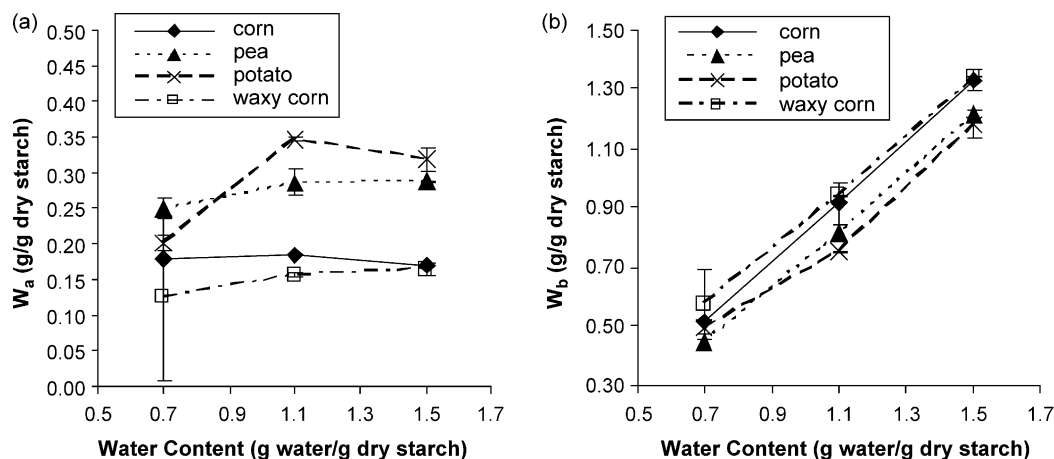 (a)
corn
pea
potato
waxy corn
Wa (g/g dry starch)
0.50
0.45
0.40
0.35
0.30
0.25
0.20
0.15
0.10
0.05
0.00
0.5 0.7 0.9 1.1 1.3 1.5 1.7
Water Content (g water/g dry starch)
(b)
corn
pea
potato
waxy corn
Wb (g/g dry starch)
1.50
1.30
1.10
0.90
0.70
0.50
0.30
0.5 0.7 0.9 1.1 1.3 1.5 1.7
Water Content (g water/g dry starch)